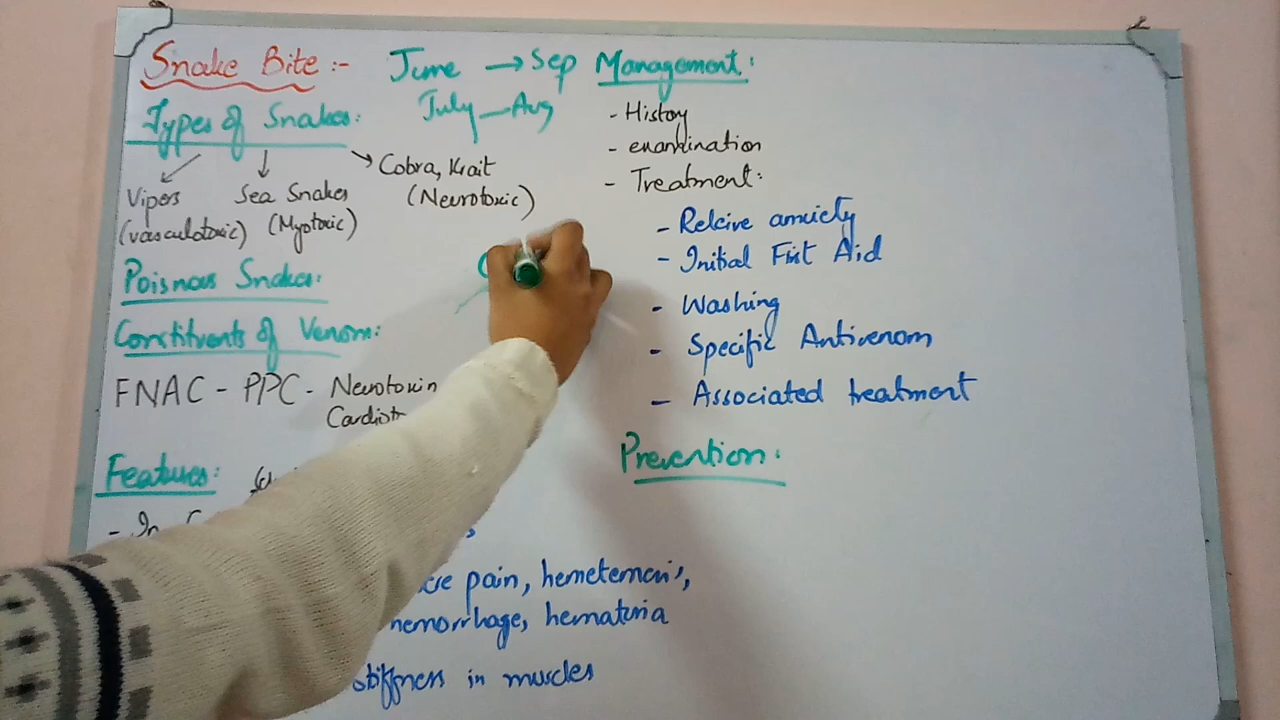 Snake Bite :- June → Sep
July — Aug
Types of Snakes:
Vipers
(vasculotoxic)
Sea Snakes
(Myotoxic)
Cobra, Krait
(Neurotoxic)
Poisnous Snakes:
Constituents of Venom:
FNAC - PPC - Neurotoxin
Features:
- In
pain, hemetemesis,
hemorrhage, hematuria
stiffness in muscles
Management:
- History
- examination
- Treatment:
- Releive anxiety
- Initial First Aid
- Washing
- Specific Antivenom
- Associated treatment
Prevention: